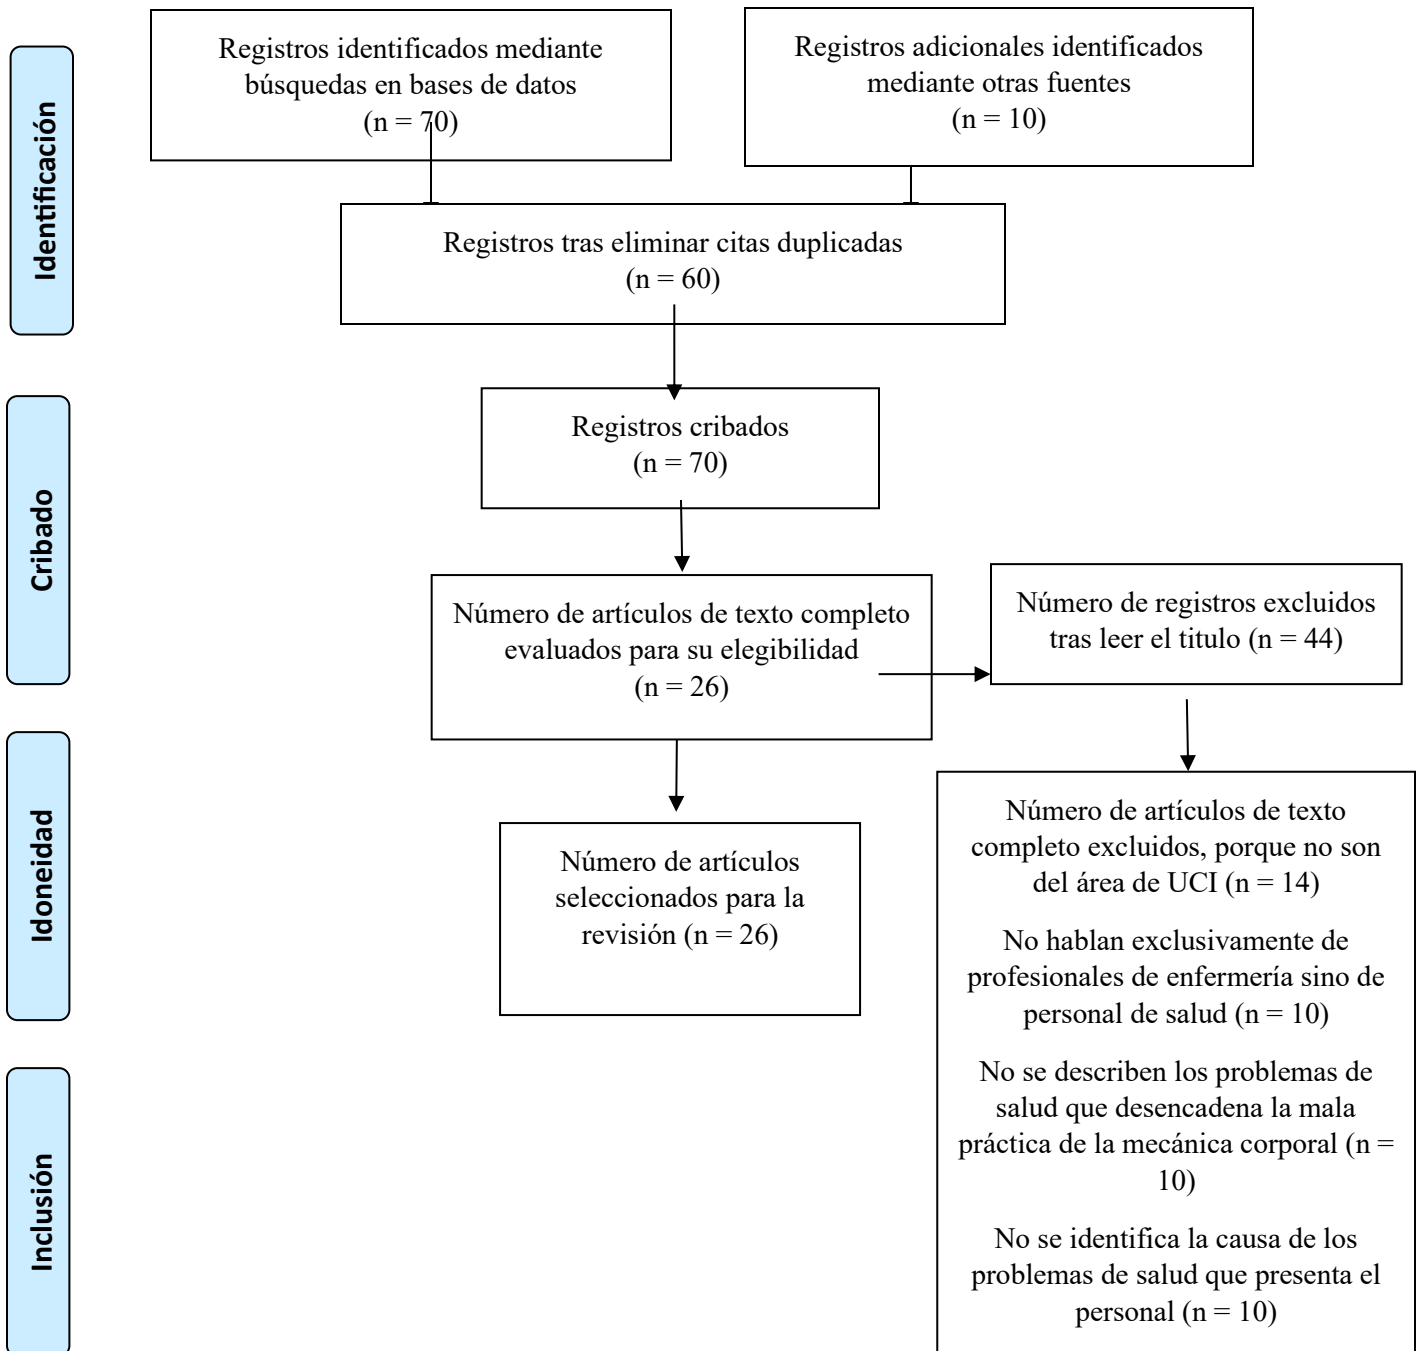 Identificación
Registros identificados mediante
búsquedas en bases de datos
(n = 70)
Registros adicionales identificados
mediante otras fuentes
(n = 10)
Registros tras eliminar citas duplicadas
(n = 60)
Cribado
Registros cribados
(n = 70)
Número de artículos de texto completo
evaluados para su elegibilidad
(n = 26)
Número de registros excluidos
tras leer el titulo (n = 44)
Idoneidad
Número de artículos
seleccionados para la
revisión (n = 26)
Número de artículos de texto
completo excluidos, porque no son
del área de UCI (n = 14)
No hablan exclusivamente de
profesionales de enfermería sino de
personal de salud (n = 10)
No se describen los problemas de
salud que desencadena la mala
práctica de la mecánica corporal (n =
10)
No se identifica la causa de los
problemas de salud que presenta el
personal (n = 10)
Inclusión